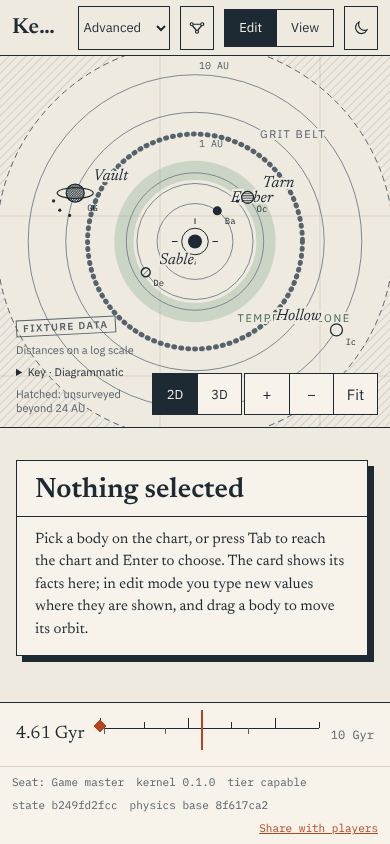 Ke...
Advanced
Edit
View
10 AU
GRIT BELT
1 AU
Vault
GG
Tarn
Ember
Oc
Ba
Sable
De
TEMP
Hollow
ONE
Ic
FIXTURE DATA
Distances on a log scale
Key · Diagrammatic
Hatched: unsurveyed
beyond 24 AU
2D
3D
+
−
Fit
Nothing selected
Pick a body on the chart, or press Tab to reach
the chart and Enter to choose. The card shows its
facts here; in edit mode you type new values
where they are shown, and drag a body to move
its orbit.
4.61 Gyr
10 Gyr
Seat: Game master kernel 0.1.0 tier capable
state b249fd2fcc physics base 8f617ca2
Share with players